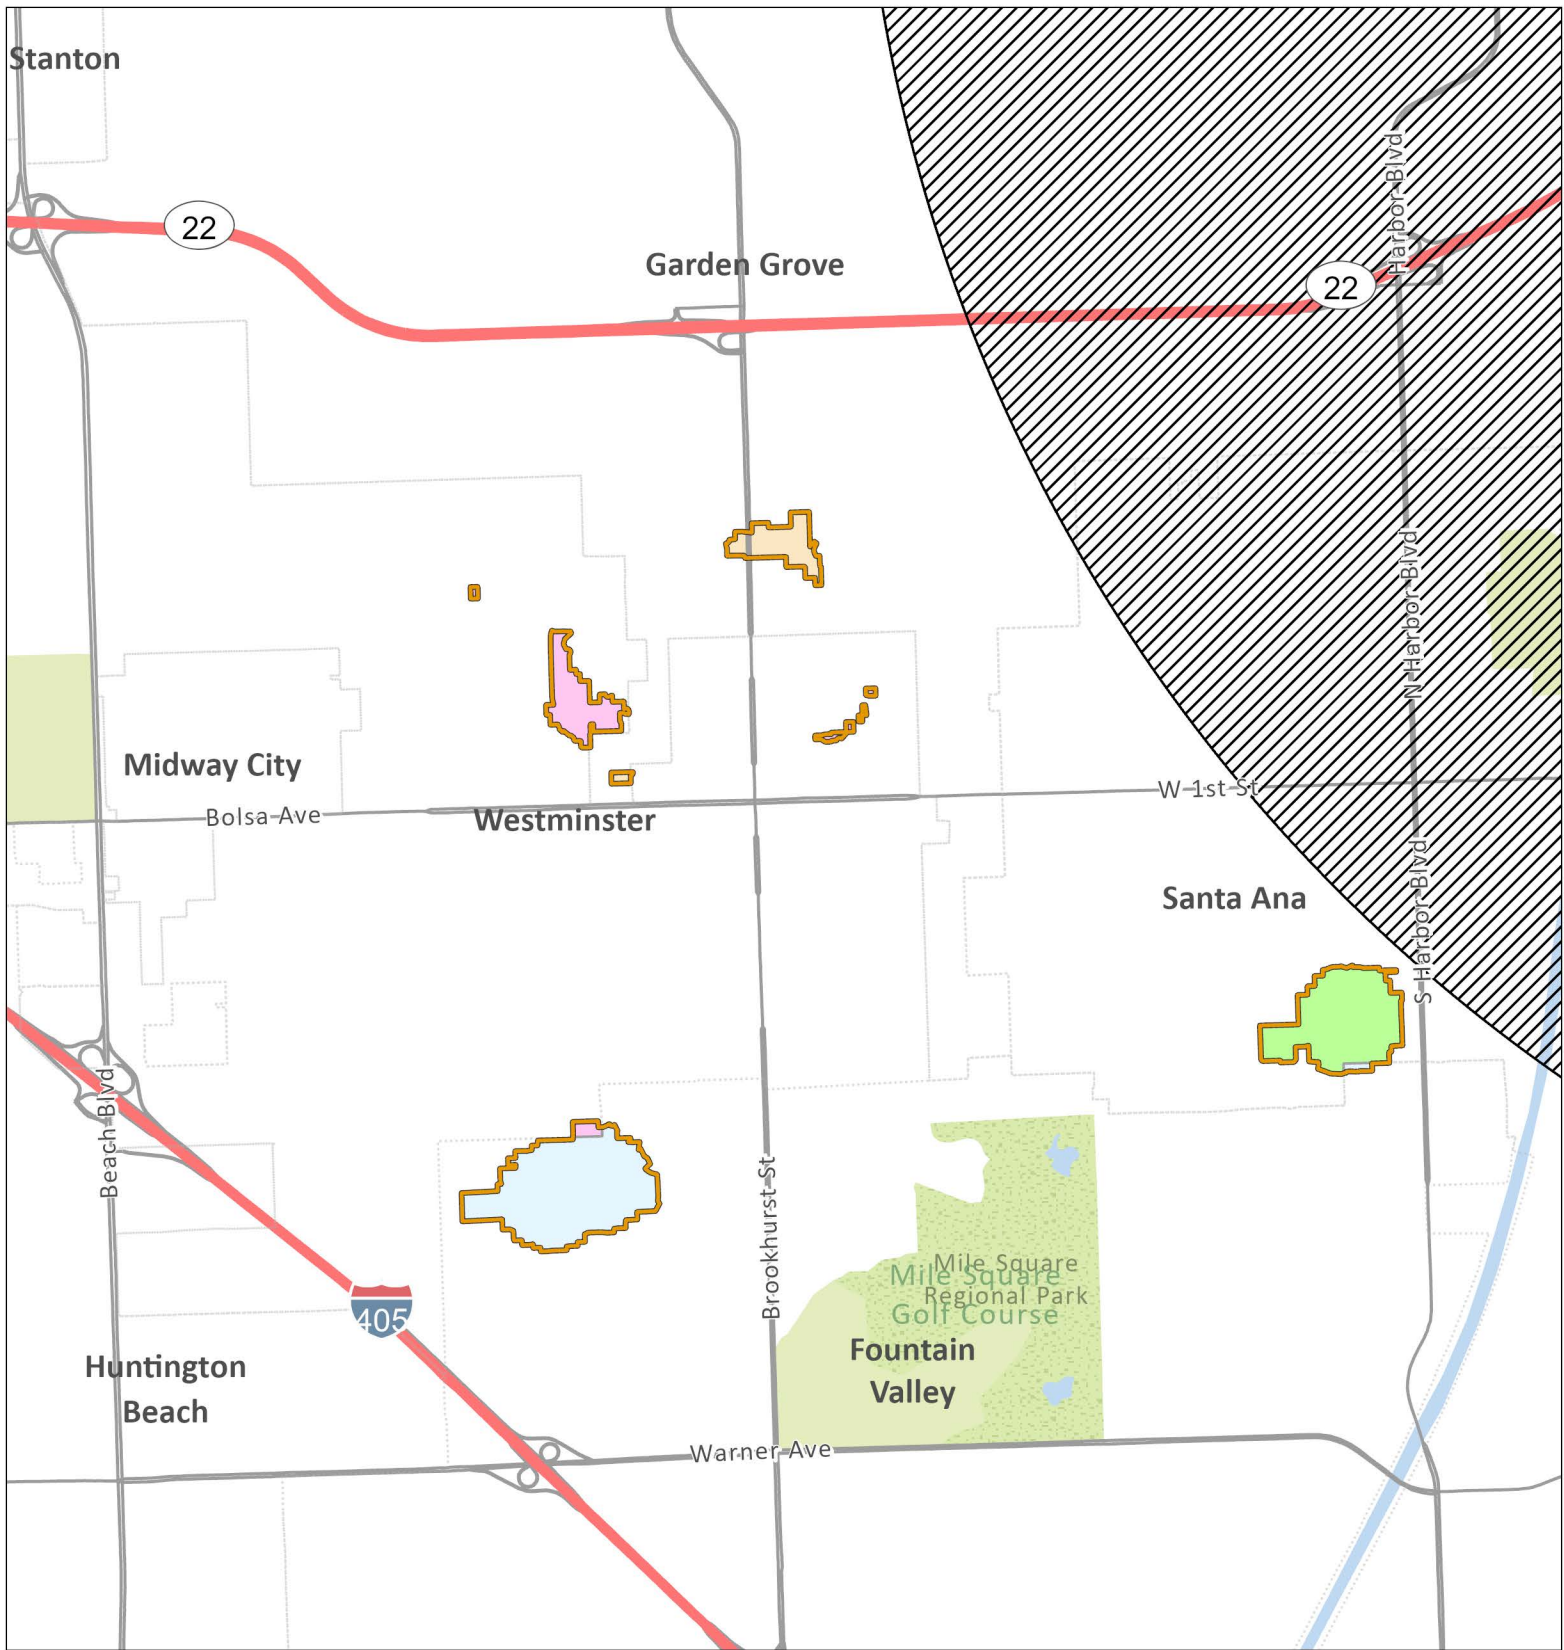 Stanton
Harbor Blvd
22
Garden Grove
22
N Harbor Blvd
Midway City
W 1st St
Bolsa Ave
Westminster
Santa Ana
S Harbor Blvd
Beach Blvd
Brookhurst St
Mile Square
Regional Park
Mile Square
Golf Course
405
Fountain
Valley
Huntington
Beach
Warner Ave